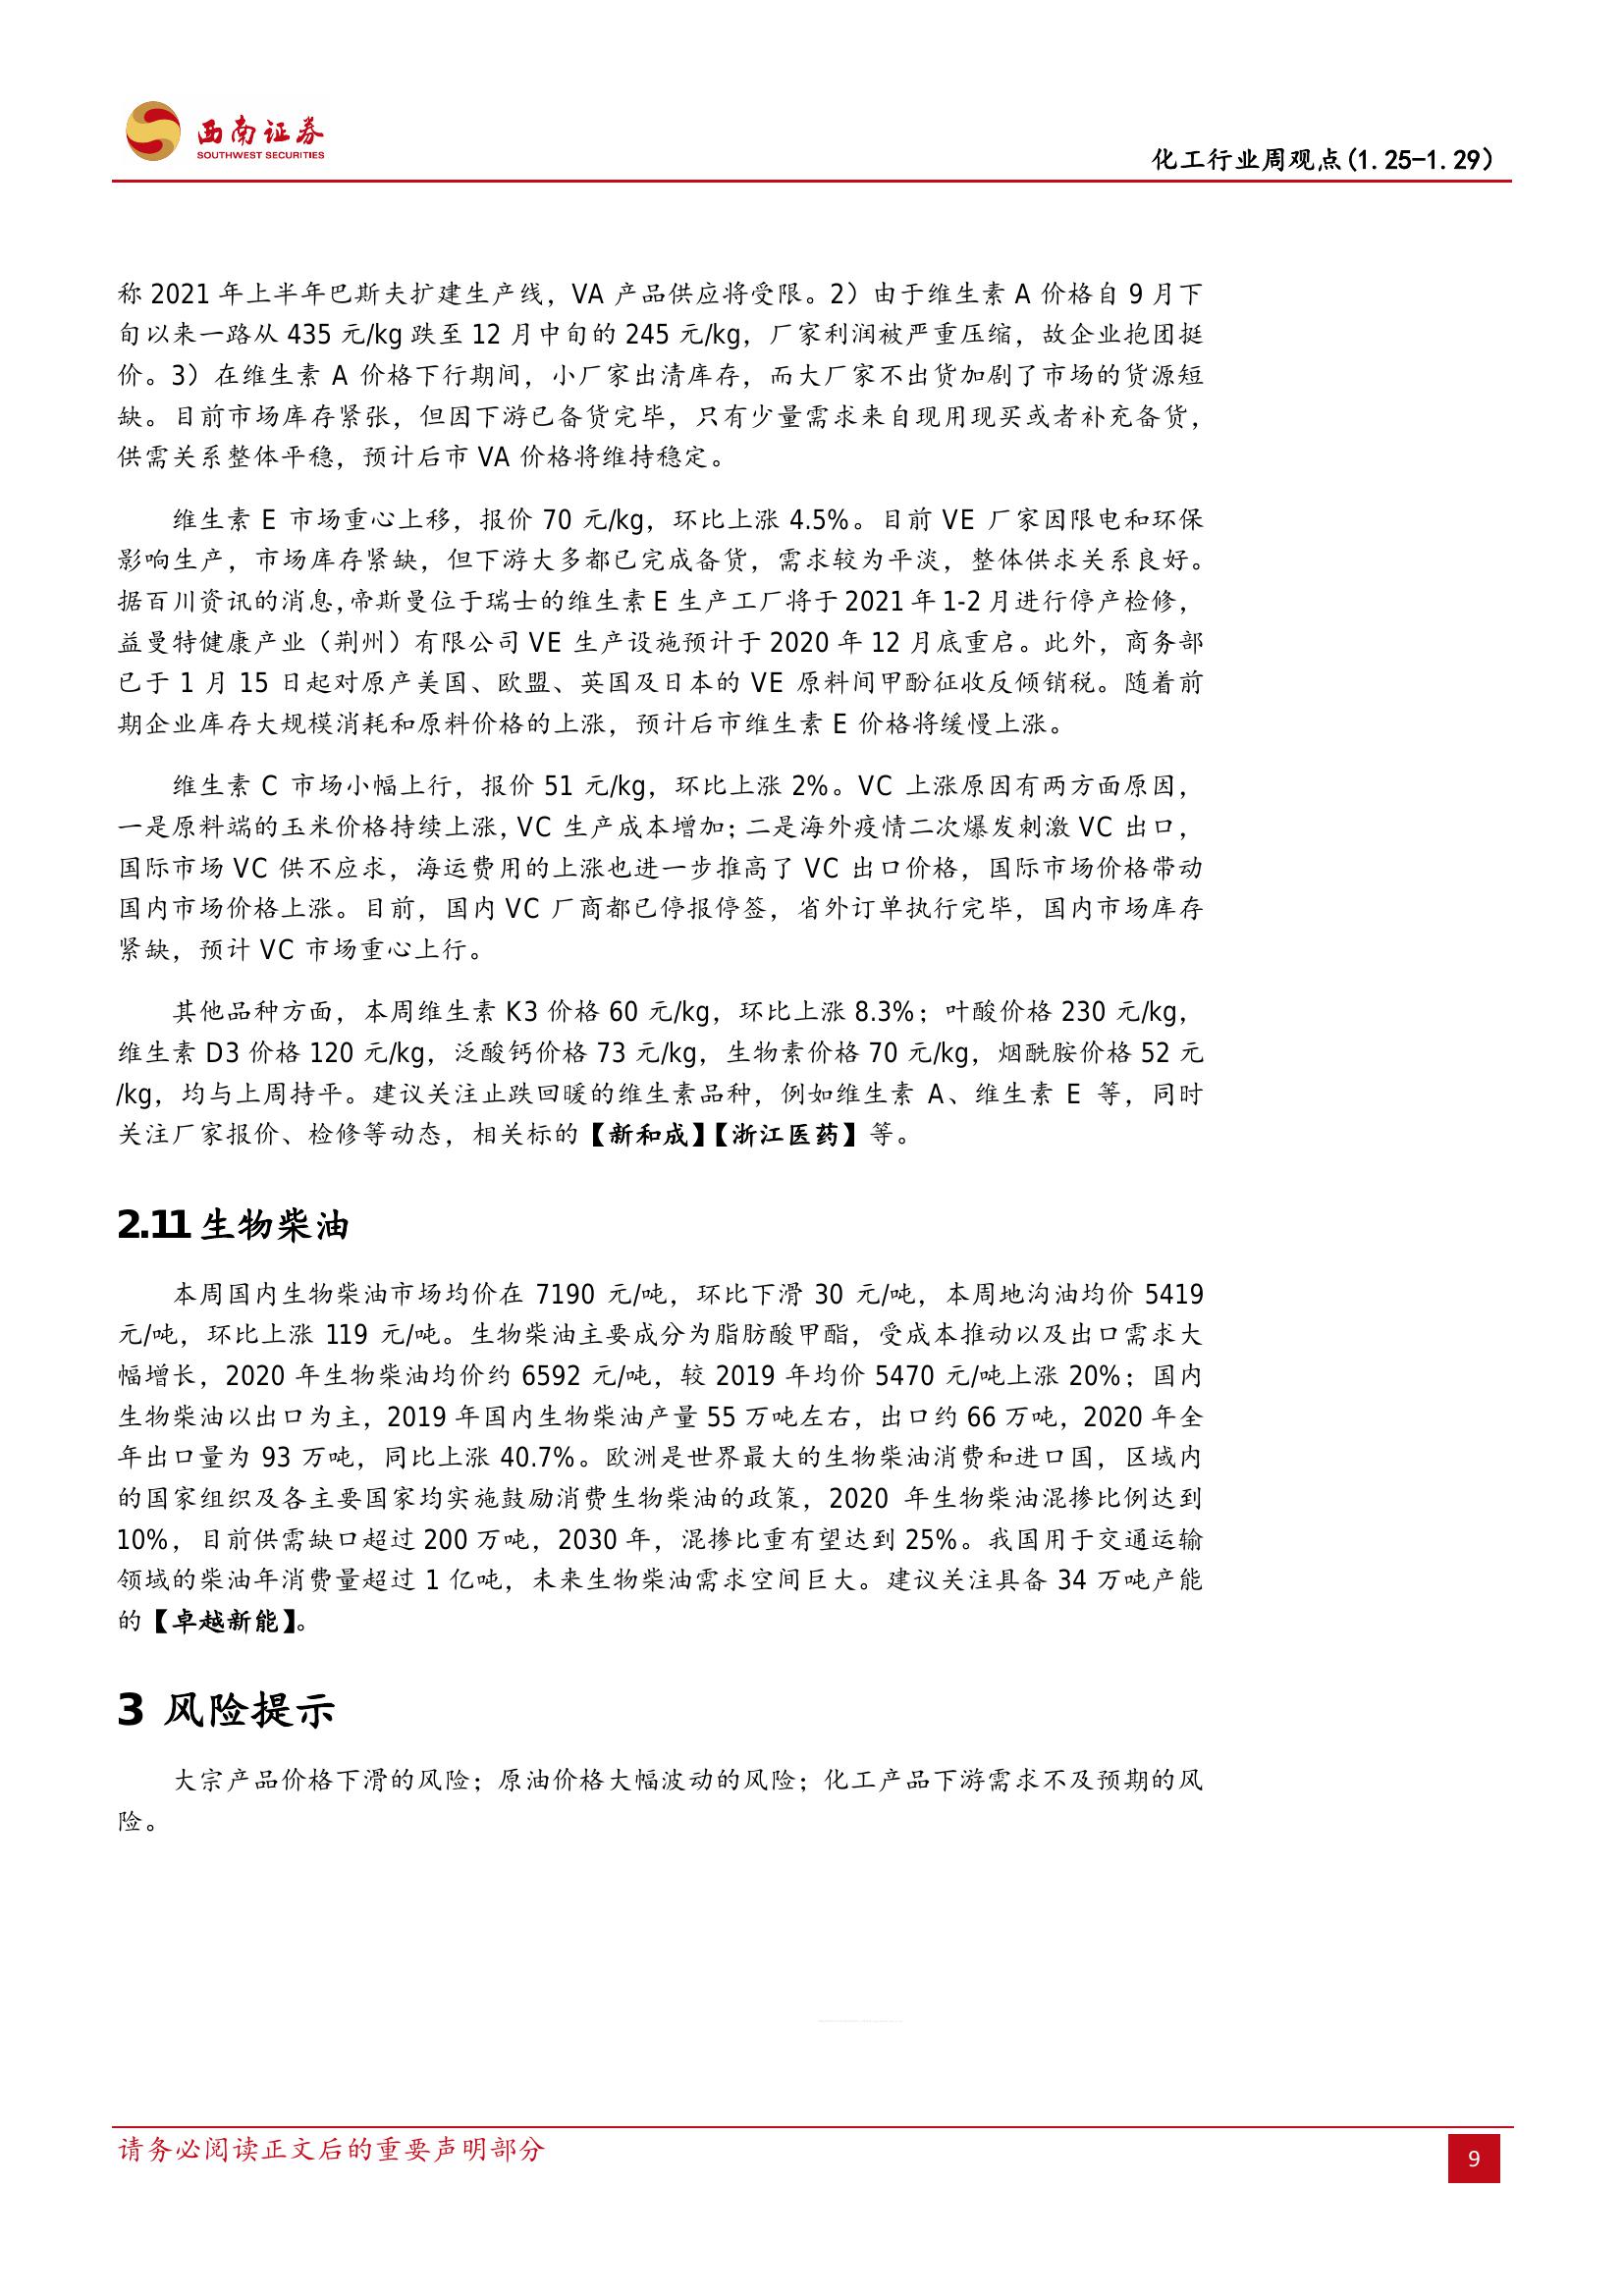 西南证券
SOUTHWEST SECURITIES
化工行业周观点(1.25-1.29)
称 2021 年上半年巴斯夫扩建生产线，VA 产品供应将受限。2）由于维生素 A 价格自 9 月下
旬以来一路从 435 元/kg 跌至 12 月中旬的 245 元/kg，厂家利润被严重压缩，故企业抱团挺
价。3）在维生素 A 价格下行期间，小厂家出清库存，而大厂家不出货加剧了市场的货源短
缺。目前市场库存紧张，但因下游已备货完毕，只有少量需求来自现用现买或者补充备货，
供需关系整体平稳，预计后市 VA 价格将维持稳定。
维生素 E 市场重心上移，报价 70 元/kg，环比上涨 4.5%。目前 VE 厂家因限电和环保
影响生产，市场库存紧缺，但下游大多都已完成备货，需求较为平淡，整体供求关系良好。
据百川资讯的消息，帝斯曼位于瑞士的维生素 E 生产工厂将于 2021 年 1-2 月进行停产检修，
益曼特健康产业（荆州）有限公司 VE 生产设施预计于 2020 年 12 月底重启。此外，商务部
已于 1 月 15 日起对原产美国、欧盟、英国及日本的 VE 原料间甲酚征收反倾销税。随着前
期企业库存大规模消耗和原料价格的上涨，预计后市维生素 E 价格将缓慢上涨。
维生素 C 市场小幅上行，报价 51 元/kg，环比上涨 2%。VC 上涨原因有两方面原因，
一是原料端的玉米价格持续上涨，VC 生产成本增加；二是海外疫情二次爆发刺激 VC 出口，
国际市场 VC 供不应求，海运费用的上涨也进一步推高了 VC 出口价格，国际市场价格带动
国内市场价格上涨。目前，国内 VC 厂商都已停报停签，省外订单执行完毕，国内市场库存
紧缺，预计 VC 市场重心上行。
其他品种方面，本周维生素 K3 价格 60 元/kg，环比上涨 8.3%；叶酸价格 230 元/kg，
维生素 D3 价格 120 元/kg，泛酸钙价格 73 元/kg，生物素价格 70 元/kg，烟酰胺价格 52 元
/kg，均与上周持平。建议关注止跌回暖的维生素品种，例如维生素 A、维生素 E 等，同时
关注厂家报价、检修等动态，相关标的【新和成】【浙江医药】等。
2.11 生物柴油
本周国内生物柴油市场均价在 7190 元/吨，环比下滑 30 元/吨，本周地沟油均价 5419
元/吨，环比上涨 119 元/吨。生物柴油主要成分为脂肪酸甲酯，受成本推动以及出口需求大
幅增长，2020 年生物柴油均价约 6592 元/吨，较 2019 年均价 5470 元/吨上涨 20%；国内
生物柴油以出口为主，2019 年国内生物柴油产量 55 万吨左右，出口约 66 万吨，2020 年全
年出口量为 93 万吨，同比上涨 40.7%。欧洲是世界最大的生物柴油消费和进口国，区域内
的国家组织及各主要国家均实施鼓励消费生物柴油的政策，2020 年生物柴油混掺比例达到
10%，目前供需缺口超过 200 万吨，2030 年，混掺比重有望达到 25%。我国用于交通运输
领域的柴油年消费量超过 1 亿吨，未来生物柴油需求空间巨大。建议关注具备 34 万吨产能
的【卓越新能】。
3 风险提示
大宗产品价格下滑的风险；原油价格大幅波动的风险；化工产品下游需求不及预期的风
险。
请务必阅读正文后的重要声明部分
9